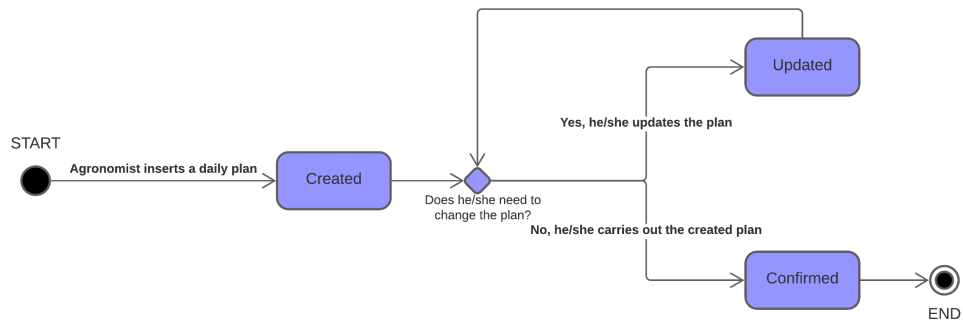 START
Agronomist inserts a daily plan
Created
Does he/she need to
change the plan?
Yes, he/she updates the plan
Updated
No, he/she carries out the created plan
Confirmed
END